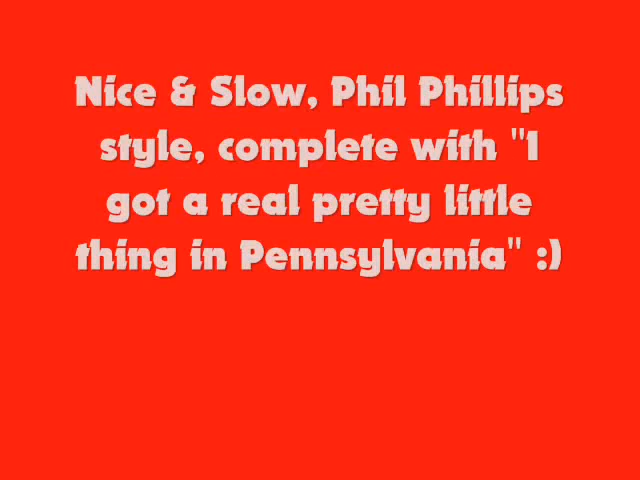 Nice & Slow, Phil Phillips
style, complete with "I
got a real pretty little
thing in Pennsylvania" :)